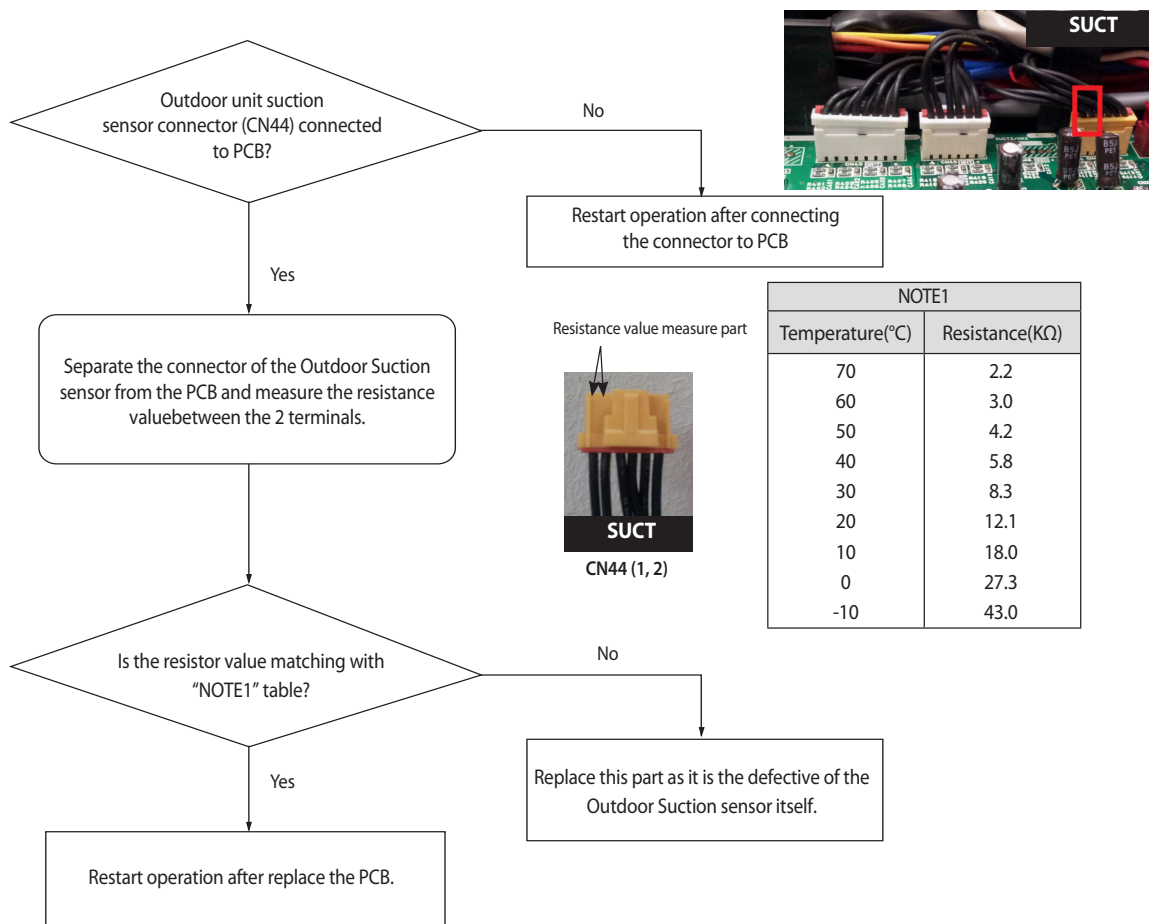 SUCT
Outdoor unit suction
sensor connector (CN44) connected
to PCB?
No
Restart operation after connecting
the connector to PCB
Yes
Separate the connector of the Outdoor Suction
sensor from the PCB and measure the resistance
valuebetween the 2 terminals.
Resistance value measure part
SUCT
CN44 (1, 2)
NOTE1
Temperature(°C) Resistance(KΩ)
70 2.2
60 3.0
50 4.2
40 5.8
30 8.3
20 12.1
10 18.0
0 27.3
-10 43.0
Is the resistor value matching with
“NOTE1” table?
No
Replace this part as it is the defective of the
Outdoor Suction sensor itself.
Yes
Restart operation after replace the PCB.